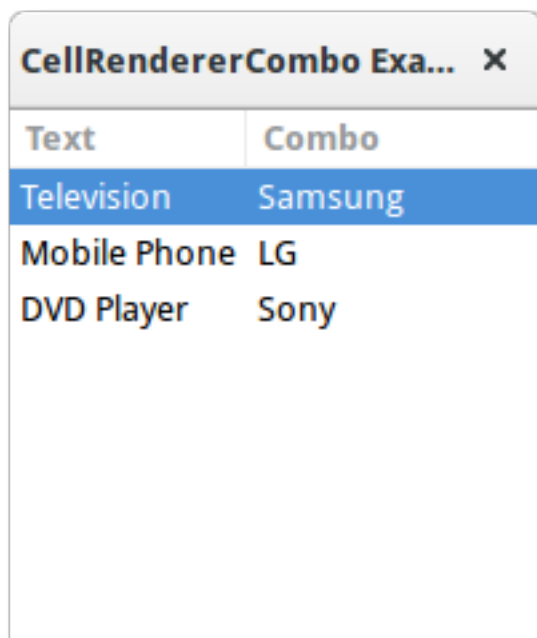 CellRendererCombo Exa...
Text Combo
Television Samsung
Mobile Phone LG
DVD Player Sony